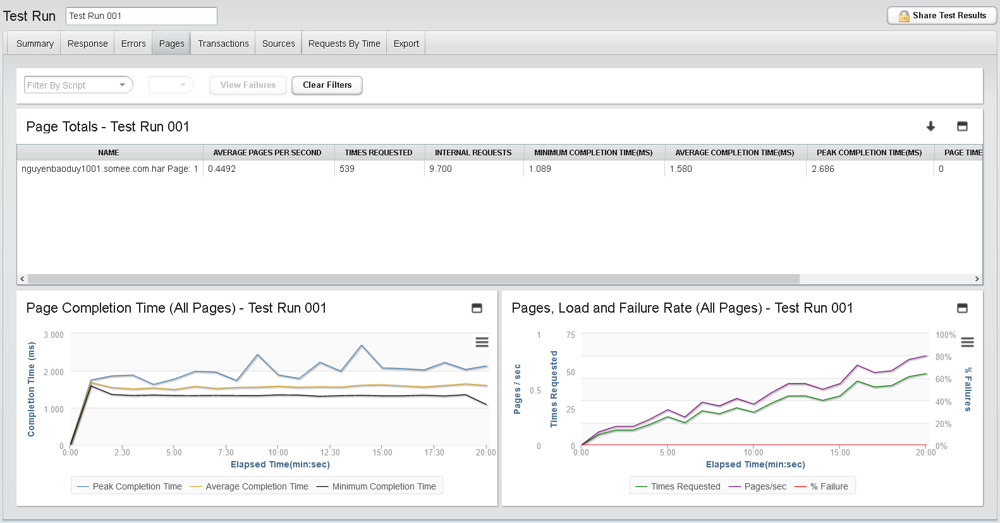 Test Run
Test Run 001
Share Test Results
Summary
Response
Errors
Pages
Transactions
Sources
Requests By Time
Export
Filter By Script
View Failures
Clear Filters
Page Totals - Test Run 001
NAME
AVERAGE PAGES PER SECOND
TIMES REQUESTED
INTERNAL REQUESTS
MINIMUM COMPLETION TIME(MS)
AVERAGE COMPLETION TIME(MS)
PEAK COMPLETION TIME(MS)
PAGE TIME
nguyenbaoduy1001.somee.com.har Page: 1
0.4492
539
9.700
1.089
1.580
2.686
0
Page Completion Time (All Pages) - Test Run 001
Completion Time (ms)
3.000
2.000
1.000
0
0:00
2:30
5:00
7:30
10:00
12:30
15:00
17:30
20:00
Elapsed Time(min:sec)
Peak Completion Time
Average Completion Time
Minimum Completion Time
Pages, Load and Failure Rate (All Pages) - Test Run 001
Pages / sec
1
0.5
0
Times Requested
75
50
25
0
100%
80%
60%
40%
20%
0%
% Failures
0:00
5:00
10:00
15:00
20:00
Elapsed Time(min:sec)
Times Requested
Pages/sec
% Failure